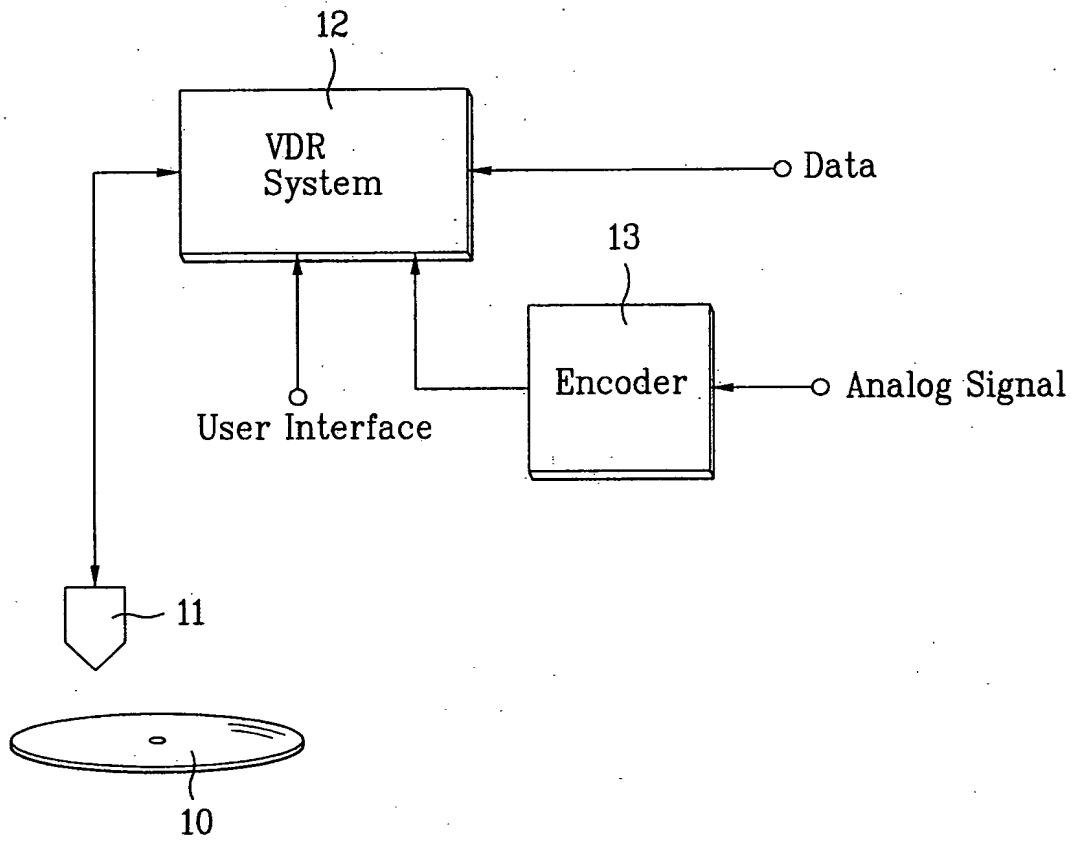 12
VDR
System
Data
13
Encoder
Analog Signal
User Interface
11
10